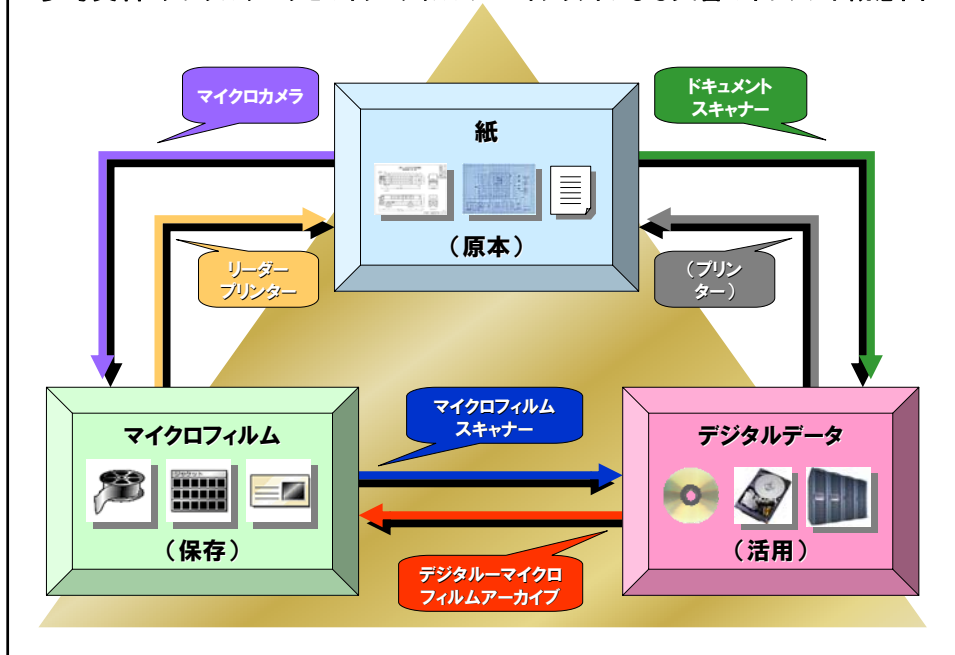 マイクロカメラ
ドキュメント
スキャナー
紙
（原本）
リーダー
プリンター
（プリン
ター）
マイクロフィルム
スキャナー
マイクロフィルム
（保存）
デジタルデータ
（活用）
デジタルーマイクロ
フィルムアーカイブ